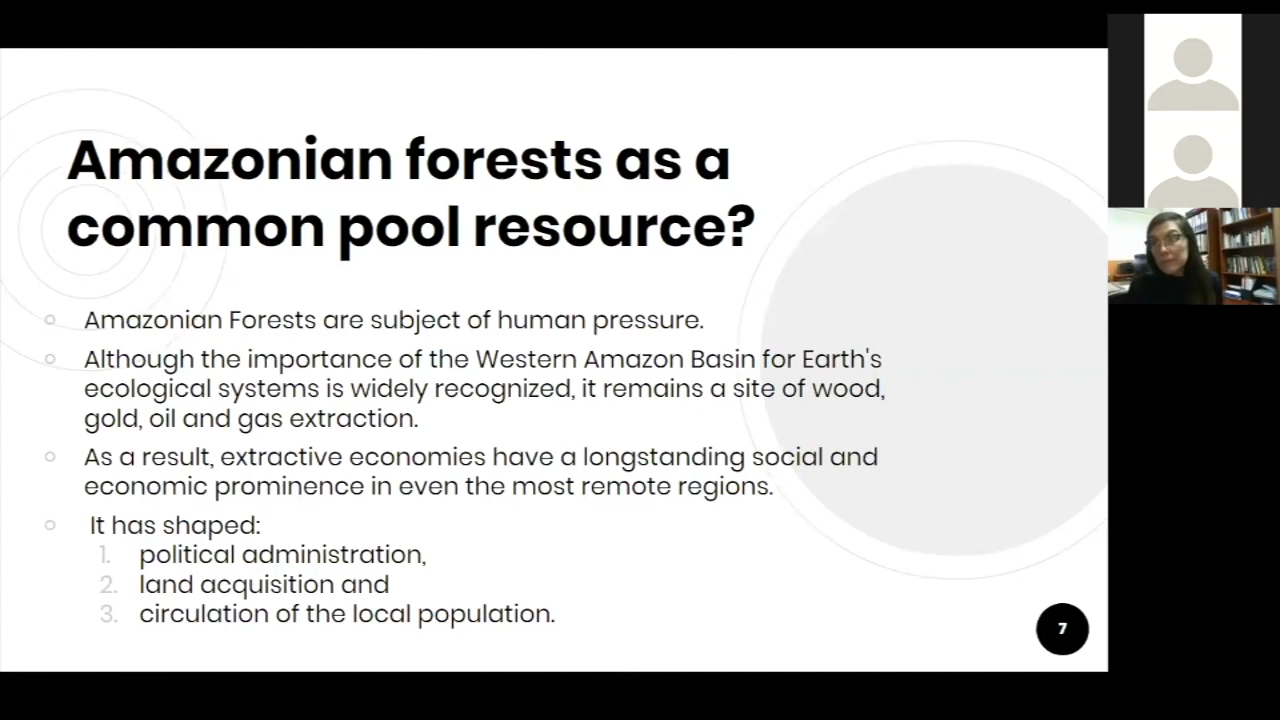 Amazonian forests as a
common pool resource?
Amazonian Forests are subject of human pressure.
Although the importance of the Western Amazon Basin for Earth's
ecological systems is widely recognized, it remains a site of wood,
gold, oil and gas extraction.
As a result, extractive economies have a longstanding social and
economic prominence in even the most remote regions.
It has shaped:
1. political administration,
2. land acquisition and
3. circulation of the local population.
7